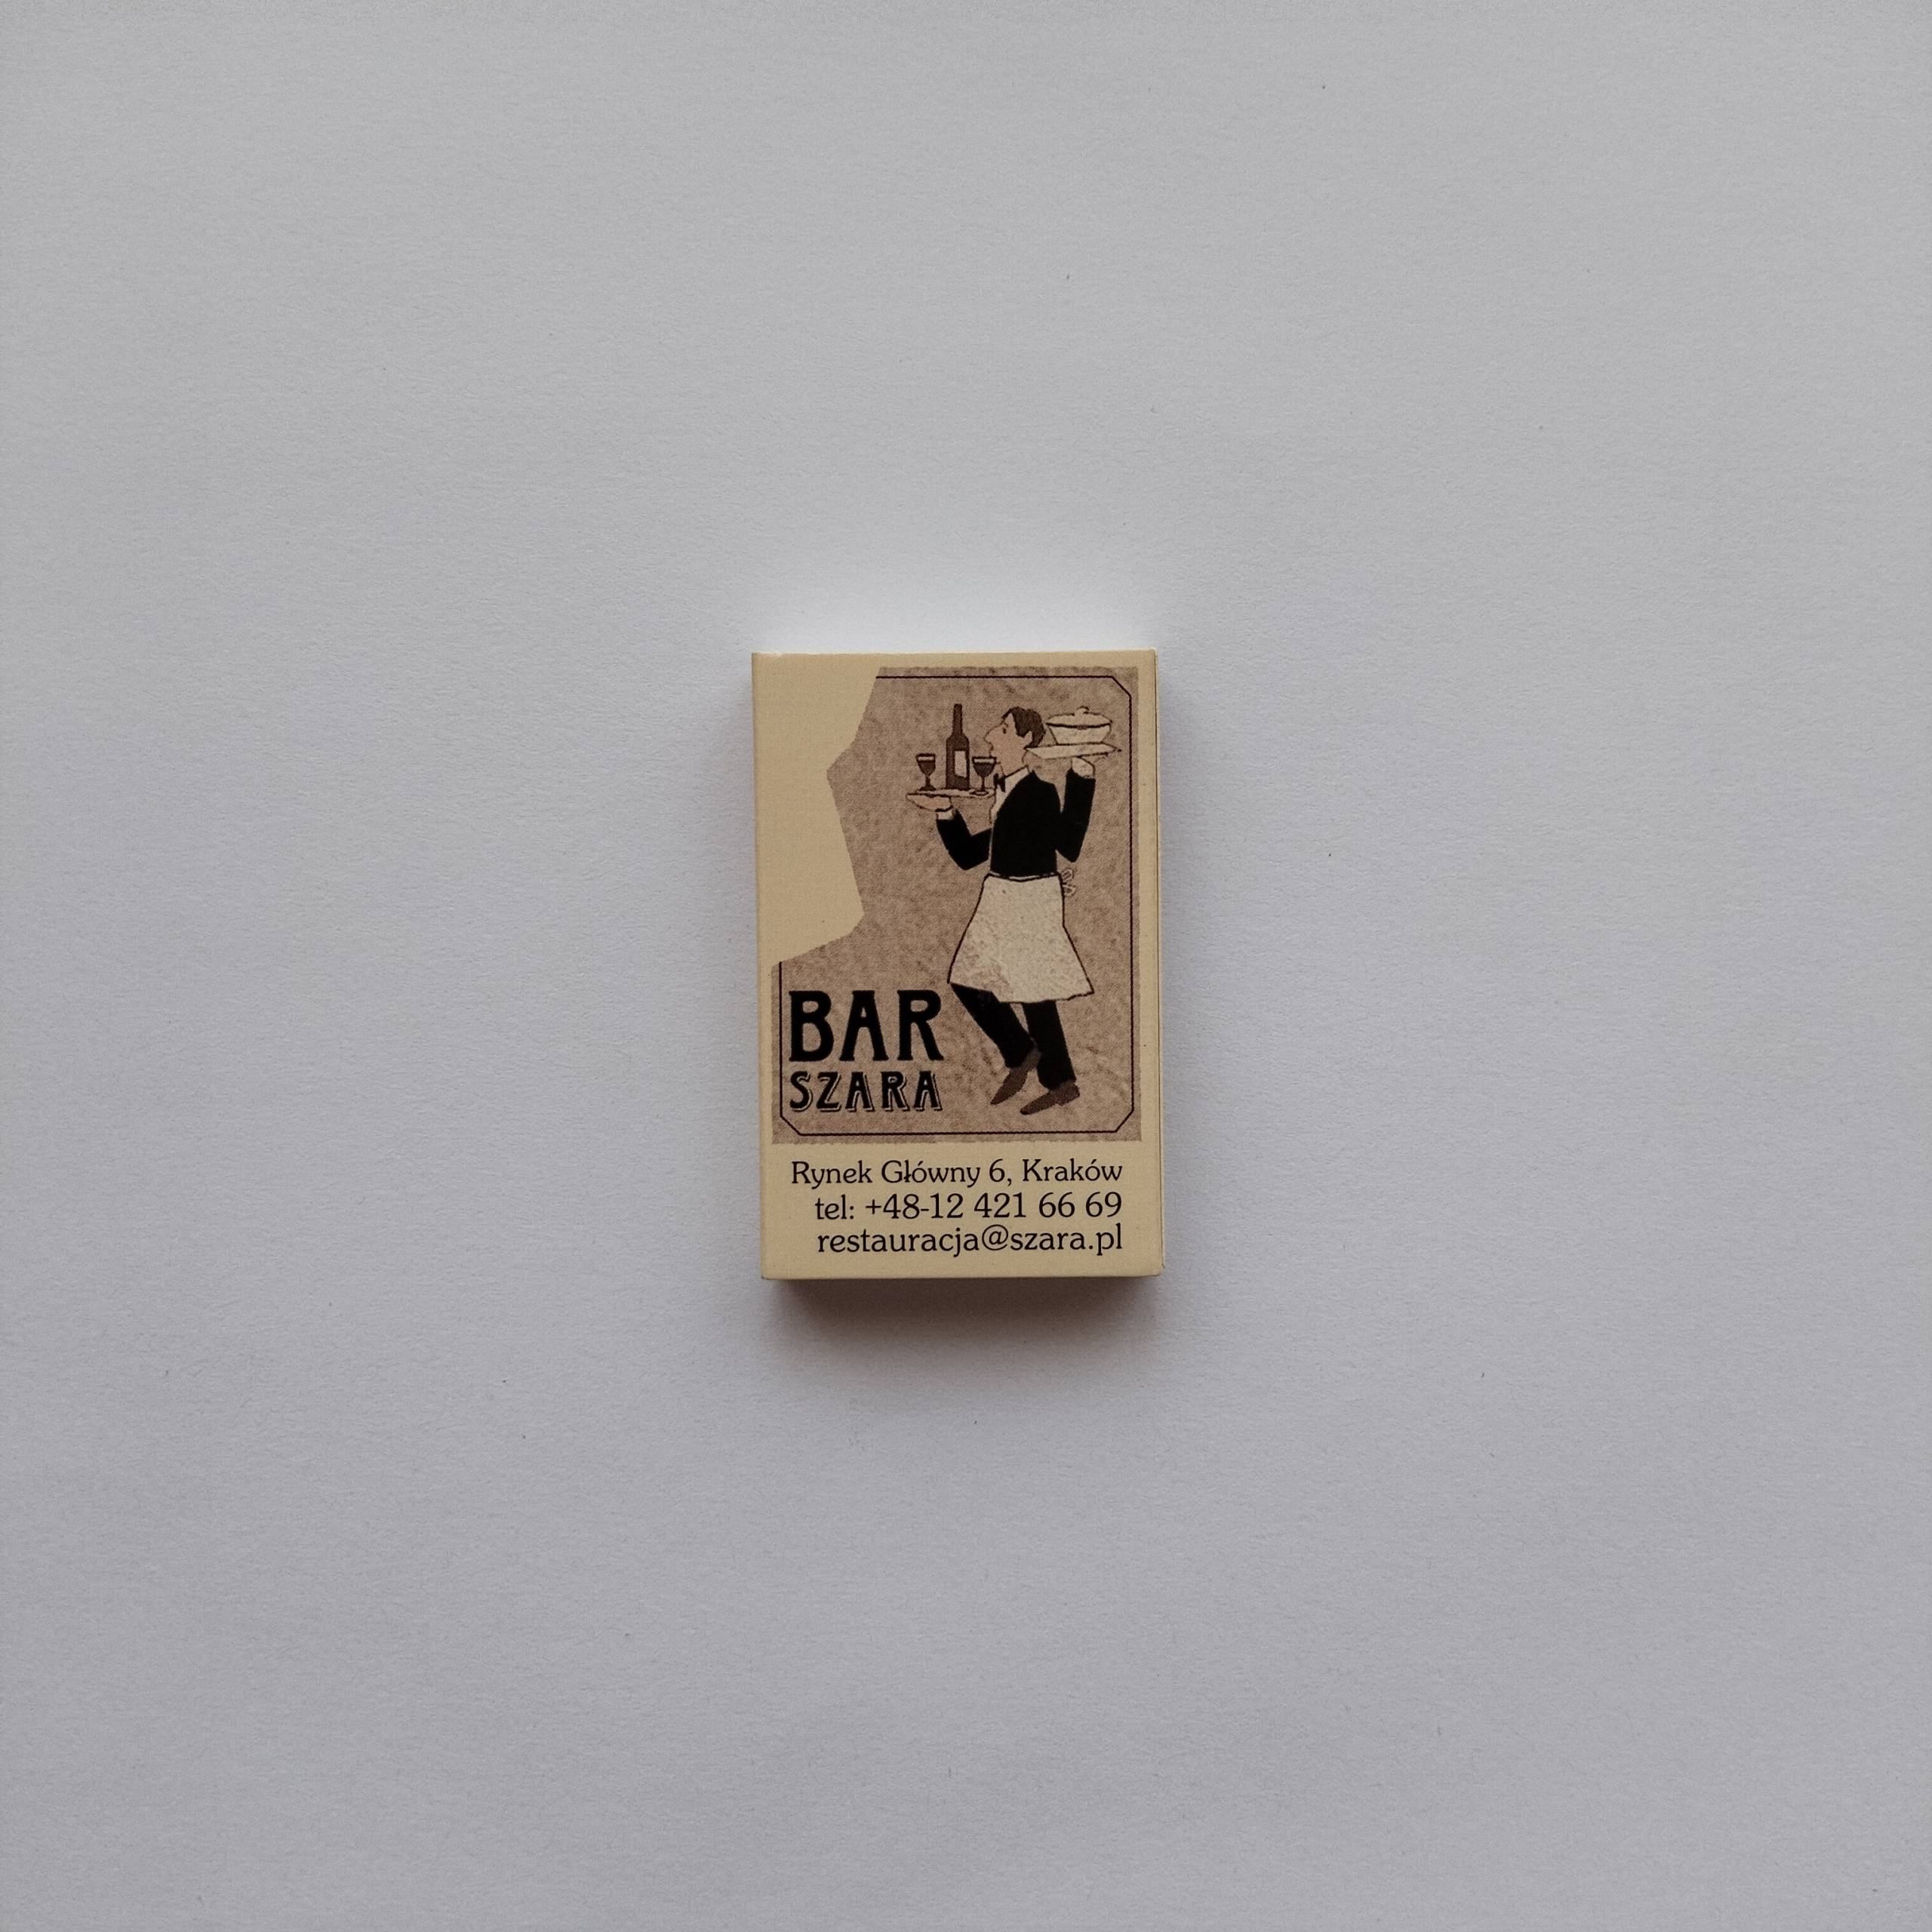 BAR
SZARA
Rynek Główny 6, Kraków
tel: +48-12 421 66 69
restauracja@szara.pl